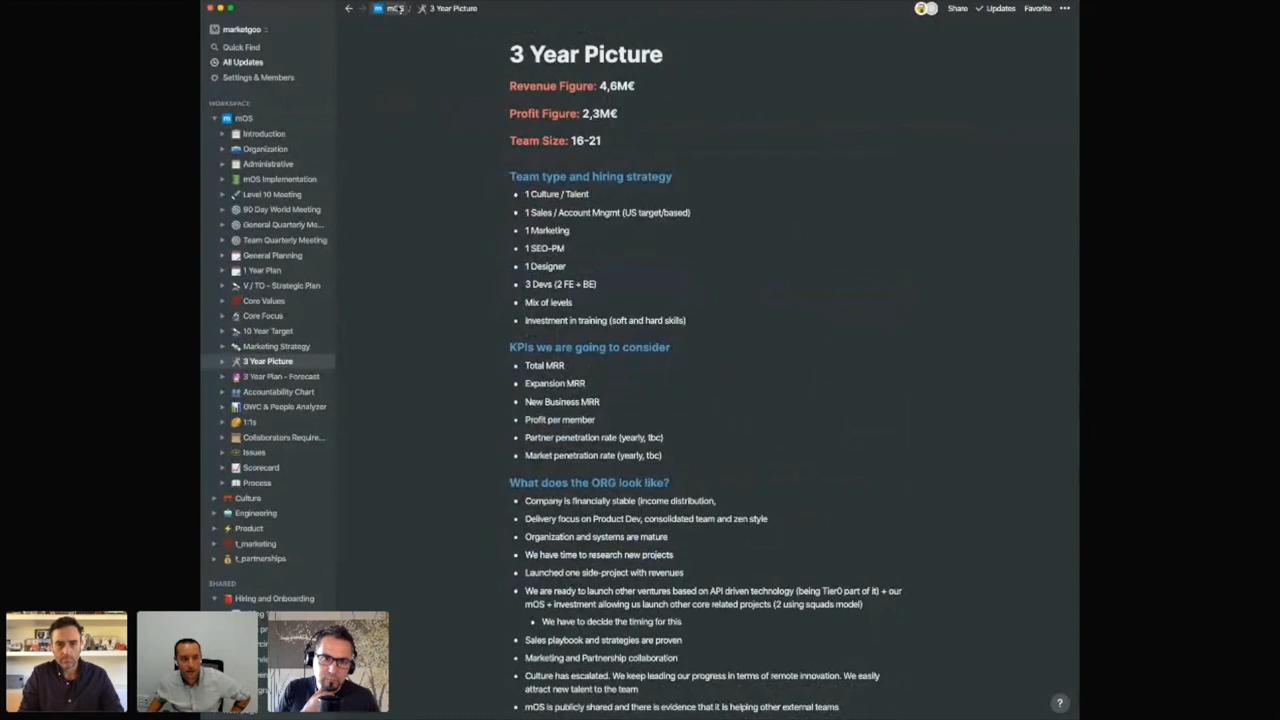 marketgoo
Quick Find
All Updates
Settings & Members
WORKSPACE
mOS
Introduction
Organization
Administrative
mOS Implementation
Level 10 Meeting
90 Day World Meeting
General Quarterly Me...
Team Quarterly Meeting
General Planning
1 Year Plan
V / TO - Strategic Plan
Core Values
Core Focus
10 Year Target
Marketing Strategy
3 Year Picture
3 Year Plan - Forecast
Accountability Chart
GWC & People Analyzer
1:1s
Collaborators Require...
Issues
Scorecard
Process
Culture
Engineering
Product
t_marketing
t_partnerships
SHARED
Hiring and Onboarding
mOS / 3 Year Picture
Share Updates Favorite
3 Year Picture
Revenue Figure: 4,6M€
Profit Figure: 2,3M€
Team Size: 16-21
Team type and hiring strategy
1 Culture / Talent
1 Sales / Account Mngmt (US target/based)
1 Marketing
1 SEO-PM
1 Designer
3 Devs (2 FE + BE)
Mix of levels
Investment in training (soft and hard skills)
KPIs we are going to consider
Total MRR
Expansion MRR
New Business MRR
Profit per member
Partner penetration rate (yearly, tbc)
Market penetration rate (yearly, tbc)
What does the ORG look like?
Company is financially stable (income distribution,
Delivery focus on Product Dev, consolidated team and zen style
Organization and systems are mature
We have time to research new projects
Launched one side-project with revenues
We are ready to launch other ventures based on API driven technology (being Tier0 part of it) + our
mOS + investment allowing us launch other core related projects (2 using squads model)
We have to decide the timing for this
Sales playbook and strategies are proven
Marketing and Partnership collaboration
Culture has escalated. We keep leading our progress in terms of remote innovation. We easily
attract new talent to the team
mOS is publicly shared and there is evidence that it is helping other external teams
?